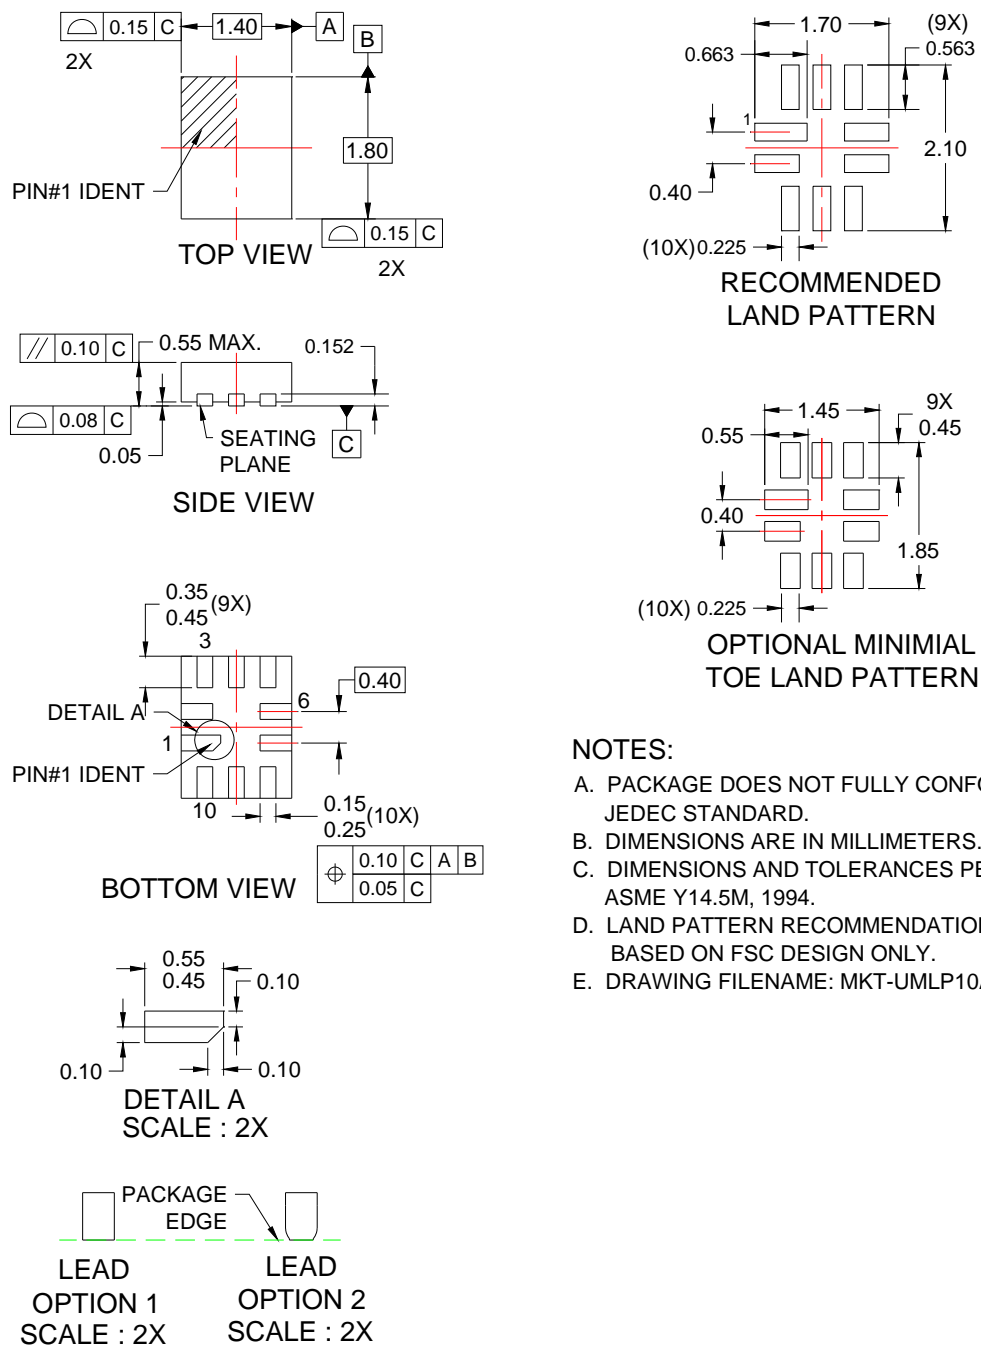 0.15 C
1.40
A
B
2X
1.80
PIN#1 IDENT
0.15 C
2X
TOP VIEW
1.70
(9X)
0.563
0.663
1
2.10
0.40
(10X) 0.225
RECOMMENDED
LAND PATTERN
// 0.10 C
0.55 MAX.
0.152
0.08 C
0.05
SEATING
PLANE
C
SIDE VIEW
1.45
9X
0.45
0.55
0.40
1.85
(10X) 0.225
OPTIONAL MINIMIAL
TOE LAND PATTERN
0.35
0.45 (9X)
3
0.40
DETAIL A
6
1
PIN#1 IDENT
10
0.15
0.25 (10X)
0.10 C A B
0.05 C
BOTTOM VIEW
NOTES:
A. PACKAGE DOES NOT FULLY CONFO
JEDEC STANDARD.
B. DIMENSIONS ARE IN MILLIMETERS.
C. DIMENSIONS AND TOLERANCES PE
ASME Y14.5M, 1994.
D. LAND PATTERN RECOMMENDATION
BASED ON FSC DESIGN ONLY.
E. DRAWING FILENAME: MKT-UMLP10A
0.55
0.45
0.10
0.10
0.10
DETAIL A
SCALE : 2X
PACKAGE
EDGE
LEAD
OPTION 1
SCALE : 2X
LEAD
OPTION 2
SCALE : 2X